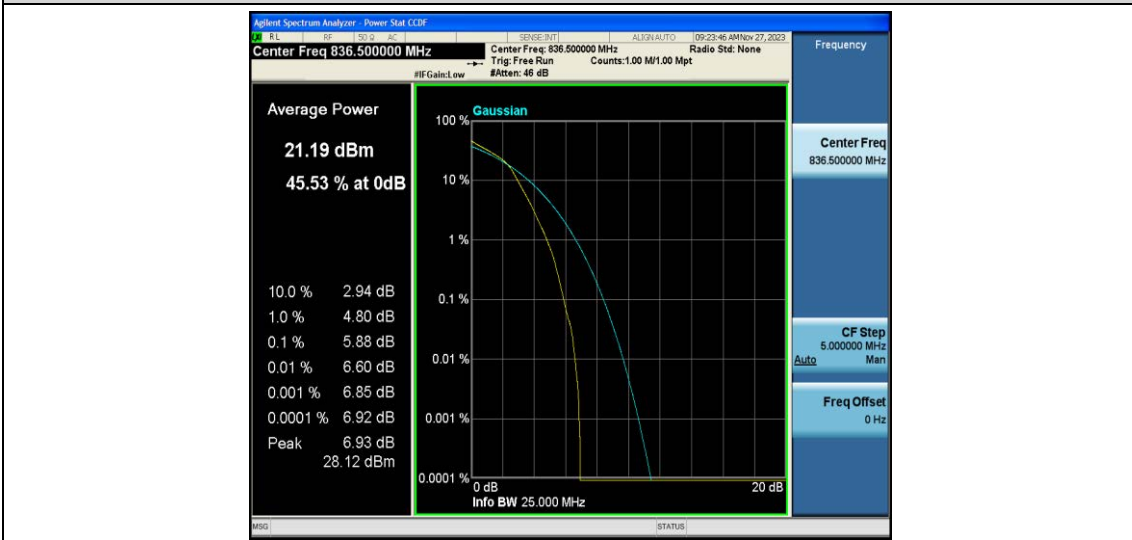 Agilent Spectrum Analyzer - Power Stat CCDF
LXI RL RF 50 Ω AC SENSE:INT ALIGN AUTO 09:23:46 AM Nov 27, 2023
Center Freq 836.500000 MHz
Center Freq: 836.500000 MHz Radio Std: None
Trig: Free Run Counts:1.00 M/1.00 Mpt
#IFGain:Low #Atten: 46 dB
Frequency
Average Power
21.19 dBm
45.53 % at 0dB
10.0 % 2.94 dB
1.0 % 4.80 dB
0.1 % 5.88 dB
0.01 % 6.60 dB
0.001 % 6.85 dB
0.0001 % 6.92 dB
Peak 6.93 dB
28.12 dBm
Gaussian
100 %
10 %
1 %
0.1 %
0.01 %
0.001 %
0.0001 %
0 dB 20 dB
Info BW 25.000 MHz
Center Freq
836.500000 MHz
CF Step
5.000000 MHz
Auto Man
Freq Offset
0 Hz
MSG STATUS